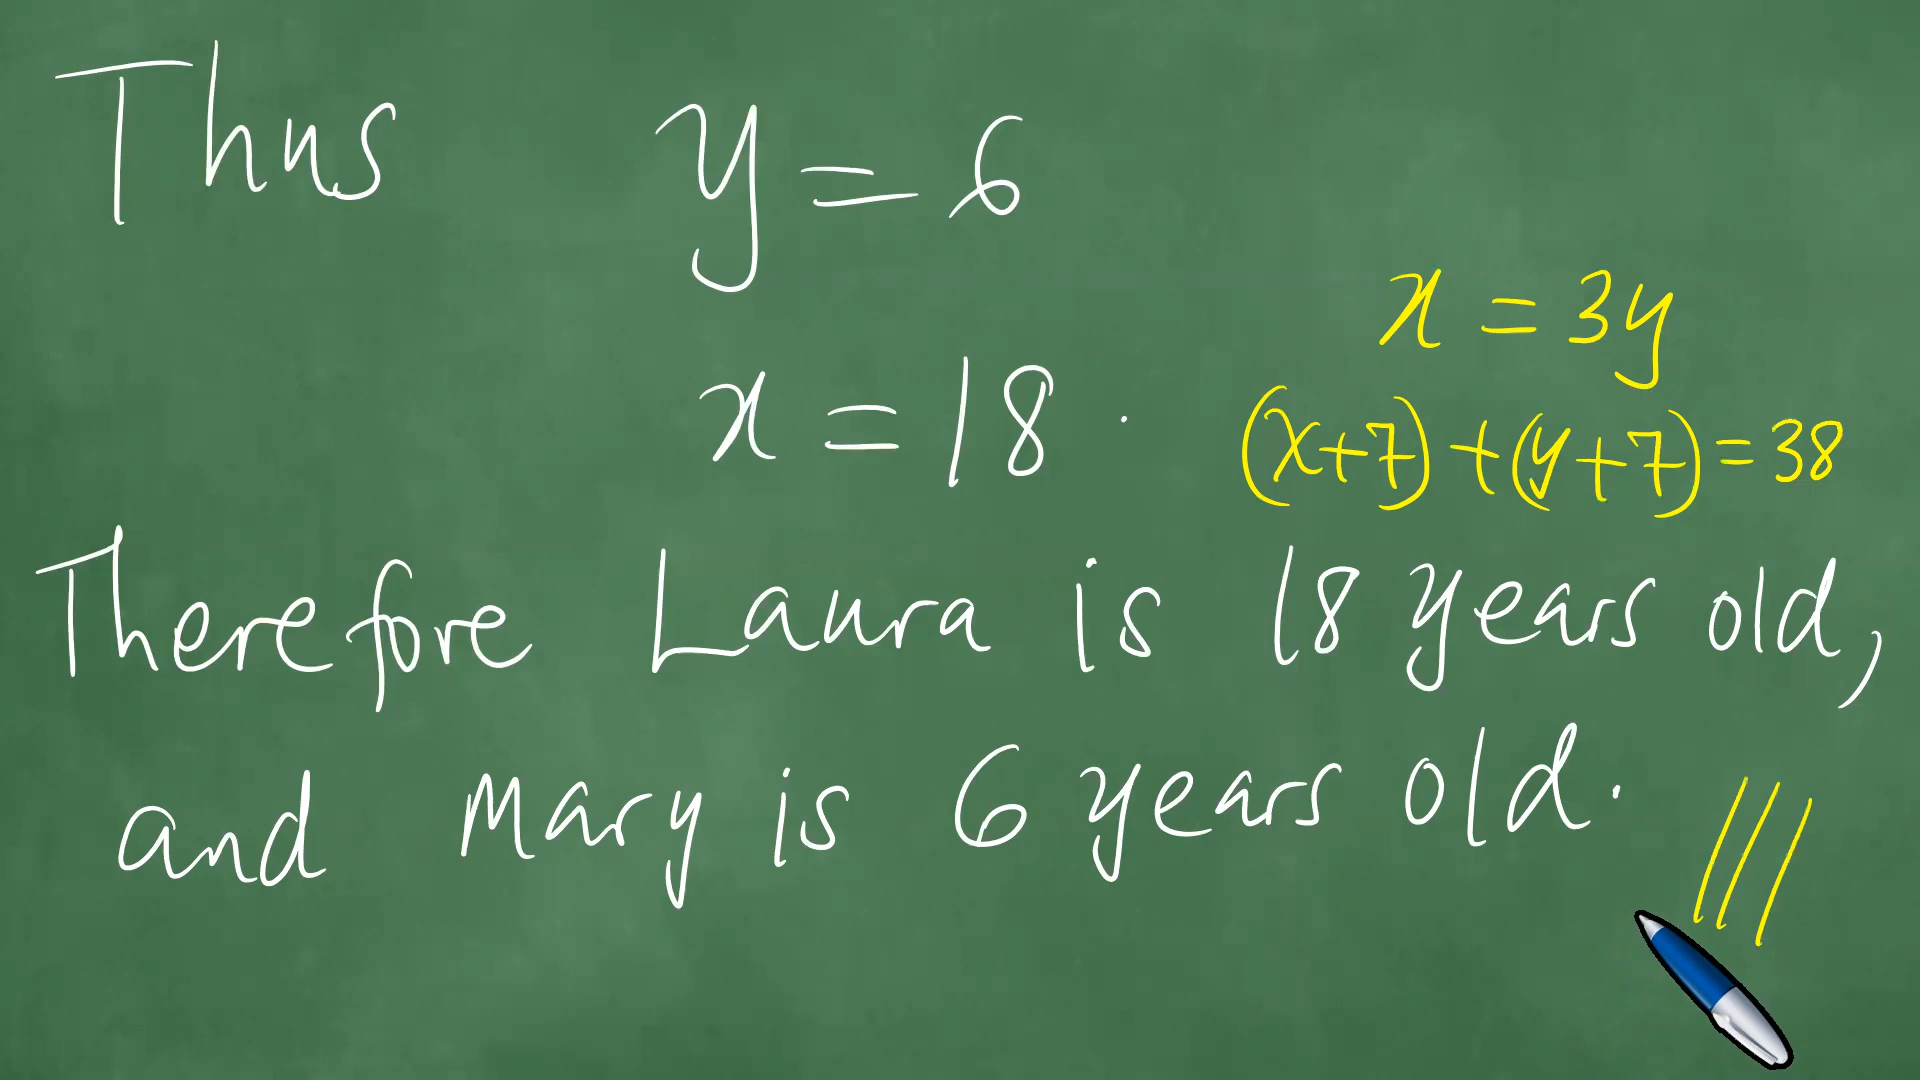 Thus y = 6
x = 18 .
x = 3y
(x+7) + (y+7) = 38
Therefore Laura is 18 years old,
and Mary is 6 years old.